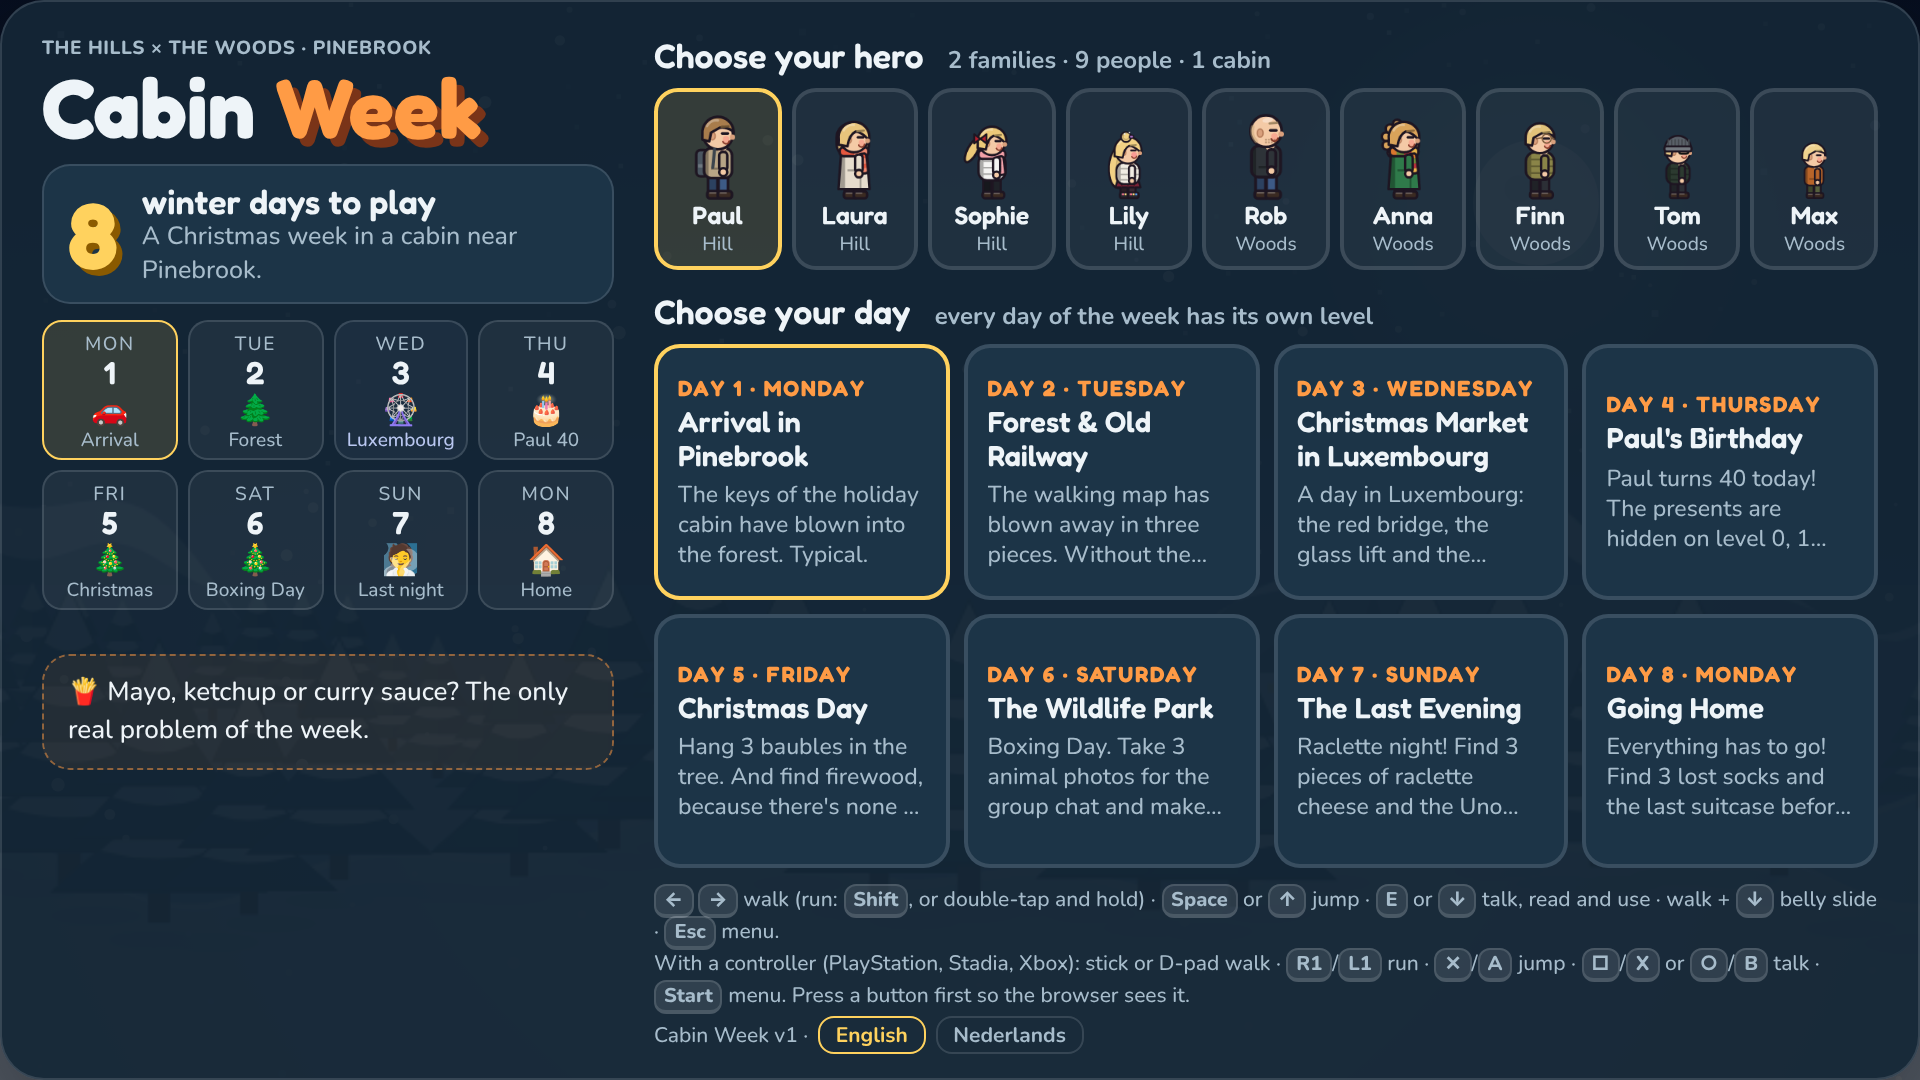 THE HILLS × THE WOODS · PINEBROOK
Cabin Week
8
winter days to play
A Christmas week in a cabin near
Pinebrook.
MON
1
Arrival
TUE
2
Forest
WED
3
Luxembourg
THU
4
Paul 40
FRI
5
Christmas
SAT
6
Boxing Day
SUN
7
Last night
MON
8
Home
Mayo, ketchup or curry sauce? The only
real problem of the week.
Choose your hero 2 families · 9 people · 1 cabin
Paul
Hill
Laura
Hill
Sophie
Hill
Lily
Hill
Rob
Woods
Anna
Woods
Finn
Woods
Tom
Woods
Max
Woods
Choose your day every day of the week has its own level
DAY 1 · MONDAY
Arrival in
Pinebrook
The keys of the holiday
cabin have blown into
the forest. Typical.
DAY 2 · TUESDAY
Forest & Old
Railway
The walking map has
blown away in three
pieces. Without the...
DAY 3 · WEDNESDAY
Christmas Market
in Luxembourg
A day in Luxembourg:
the red bridge, the
glass lift and the...
DAY 4 · THURSDAY
Paul's Birthday
Paul turns 40 today!
The presents are
hidden on level 0, 1...
DAY 5 · FRIDAY
Christmas Day
Hang 3 baubles in the
tree. And find firewood,
because there's none ...
DAY 6 · SATURDAY
The Wildlife Park
Boxing Day. Take 3
animal photos for the
group chat and make...
DAY 7 · SUNDAY
The Last Evening
Raclette night! Find 3
pieces of raclette
cheese and the Uno...
DAY 8 · MONDAY
Going Home
Everything has to go!
Find 3 lost socks and
the last suitcase befor...
← → walk (run: Shift, or double-tap and hold) · Space or ↑ jump · E or ↓ talk, read and use · walk + ↓ belly slide
· Esc menu.
With a controller (PlayStation, Stadia, Xbox): stick or D-pad walk · R1/L1 run · ✕/A jump · □/X or ○/B talk ·
Start menu. Press a button first so the browser sees it.
Cabin Week v1 · English Nederlands